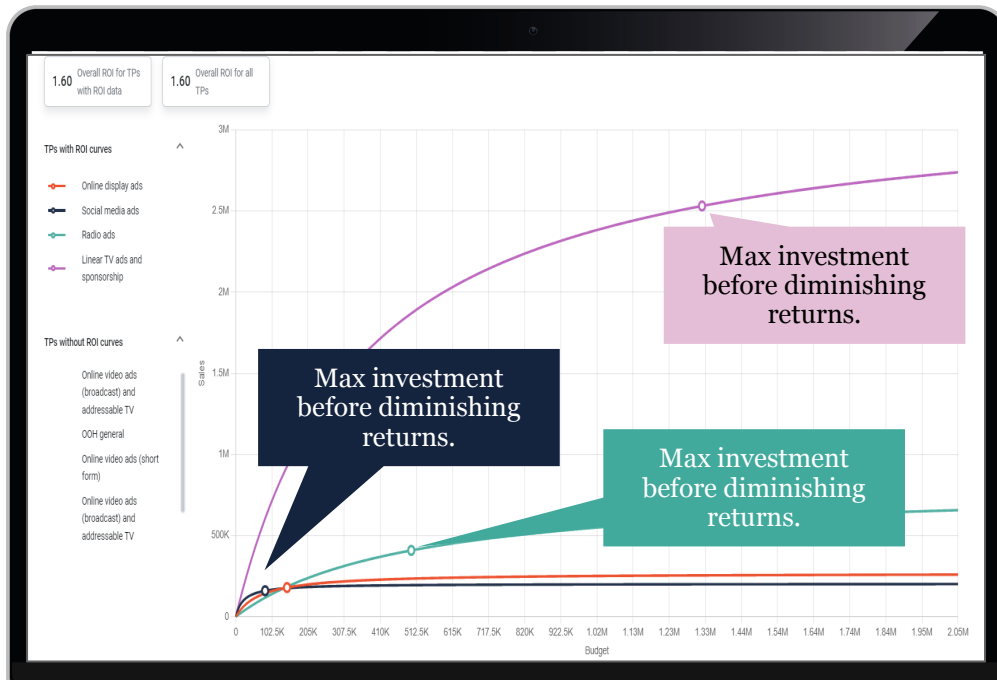 1.60 Overall ROI for TPs
with ROI data
1.60 Overall ROI for all
TPs
TPs with ROI curves
Online display ads
Social media ads
Radio ads
Linear TV ads and
sponsorship
TPs without ROI curves
Online video ads
(broadcast) and
addressable TV
OOH general
Online video ads (short
form)
Online video ads
(broadcast) and
addressable TV
Sales
3M
2.5M
2M
1.5M
1M
500K
0
Max investment
before diminishing
returns.
Max investment
before diminishing
returns.
Max investment
before diminishing
returns.
0 102.5K 205K 307.5K 410K 512.5K 615K 717.5K 820K 922.5K 1.02M 1.13M 1.23M 1.33M 1.44M 1.54M 1.64M 1.74M 1.84M 1.95M 2.05M
Budget